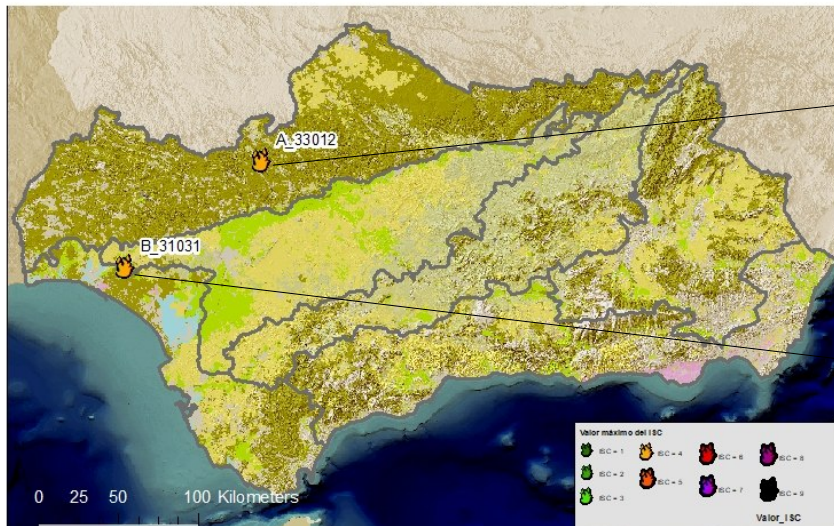 A_33012
B_31031
0 25 50 100 Kilometers
Valor máximo del ISC
ISC = 1 ISC = 4 ISC = 6 ISC = 8
ISC = 2 ISC = 5 ISC = 7 ISC = 9
ISC = 3
Valor_ISC